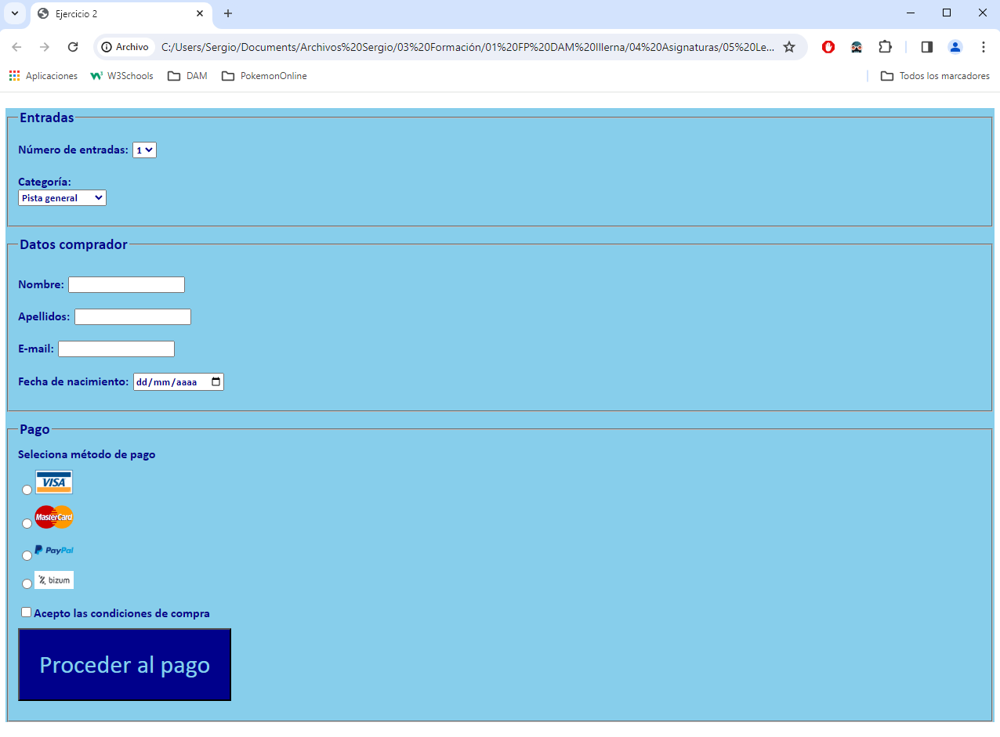 Ejercicio 2
Archivo C:/Users/Sergio/Documents/Archivos%20Sergio/03%20Formación/01%20FP%20DAM%20Illerna/04%20Asignaturas/05%20Le...
Aplicaciones W3Schools DAM PokemonOnline Todos los marcadores
Entradas
Número de entradas: 1
Categoría:
Pista general
Datos comprador
Nombre:
Apellidos:
E-mail:
Fecha de nacimiento: dd/mm/aaaa
Pago
Seleciona método de pago
VISA
MasterCard
PayPal
bizum
Acepto las condiciones de compra
Proceder al pago